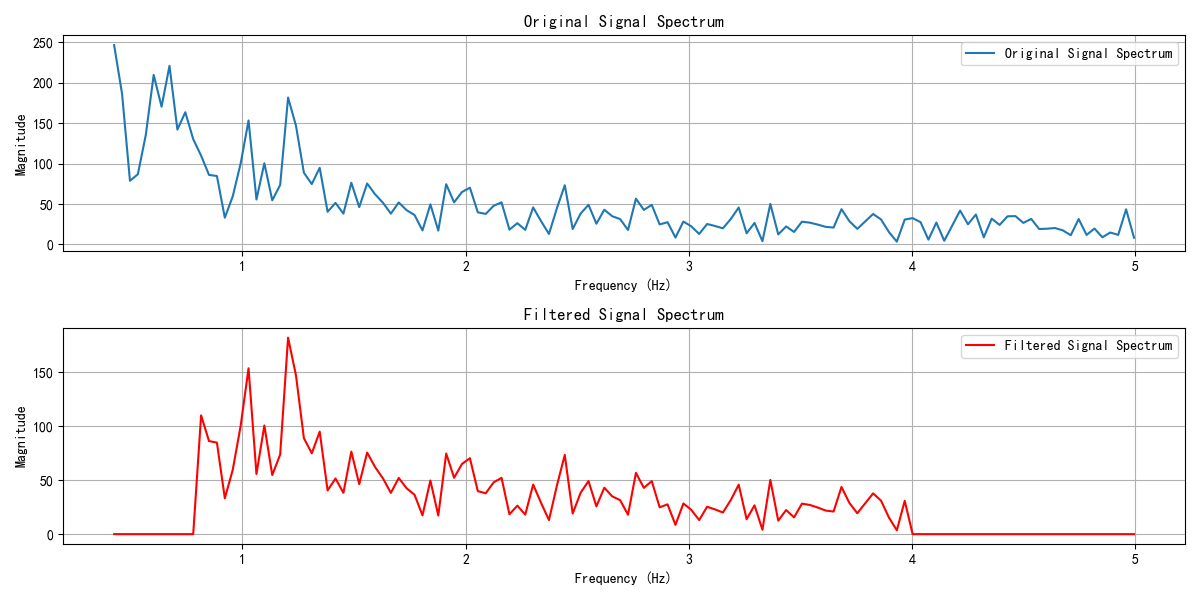 Original Signal Spectrum
250
200
150
100
50
0
Magnitude
Original Signal Spectrum
1
2
3
4
5
Frequency (Hz)
Filtered Signal Spectrum
150
100
50
0
Magnitude
Filtered Signal Spectrum
1
2
3
4
5
Frequency (Hz)